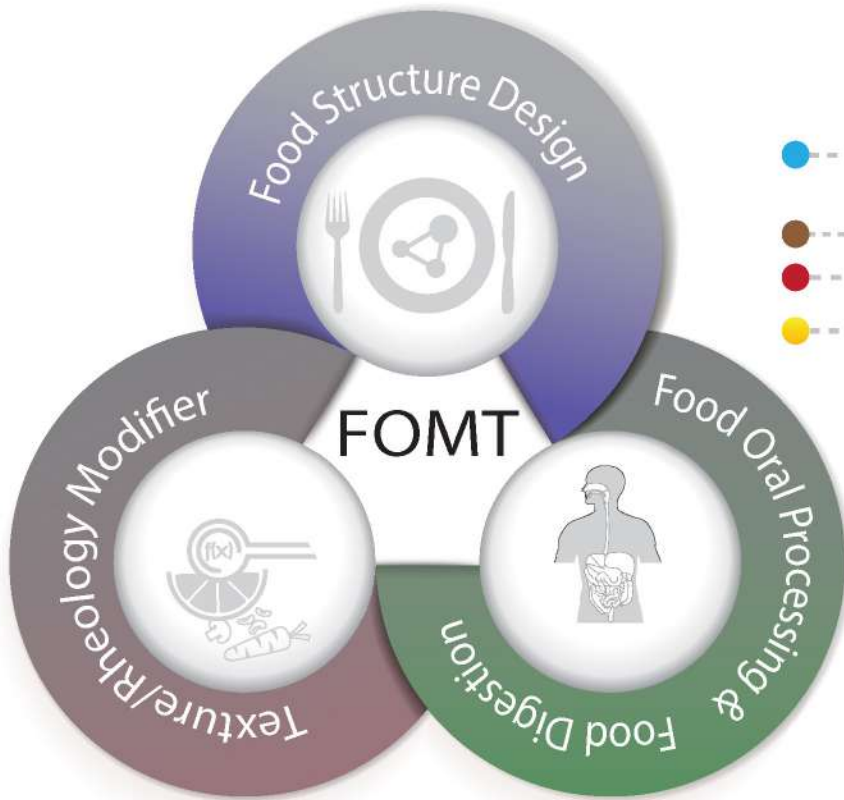 Food Structure Design
FOMT
Texture/Rheology Modifier
f(x)
Food Oral Processing &
Food Digestion